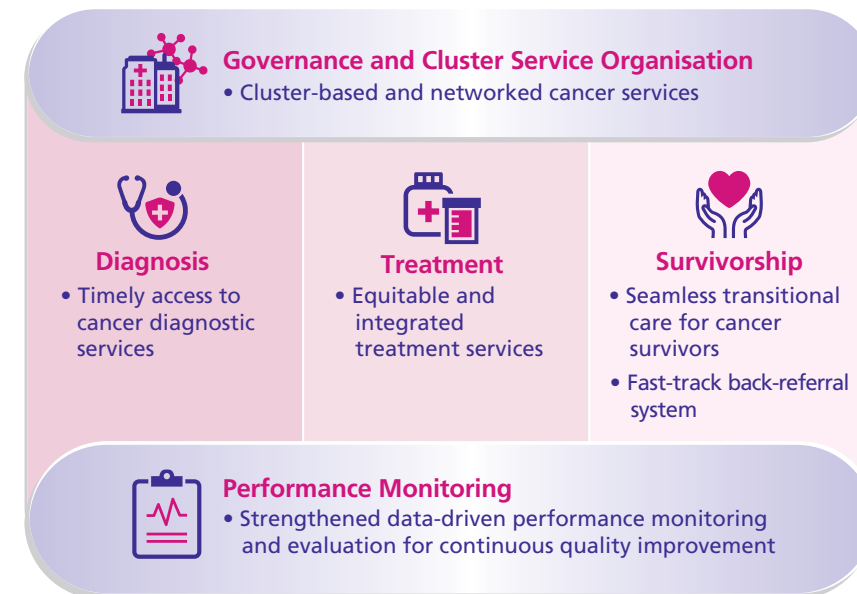 Governance and Cluster Service Organisation
• Cluster-based and networked cancer services
Diagnosis
• Timely access to
cancer diagnostic
services
Treatment
• Equitable and
integrated
treatment services
Survivorship
• Seamless transitional
care for cancer
survivors
• Fast-track back-referral
system
Performance Monitoring
• Strengthened data-driven performance monitoring
and evaluation for continuous quality improvement